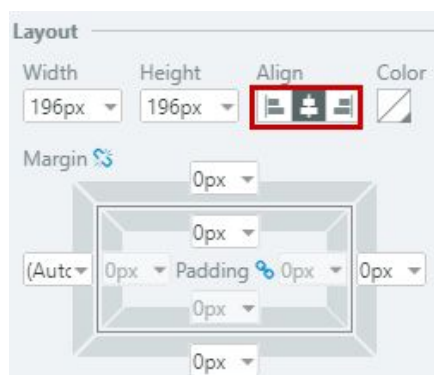 Layout
Width Height Align Color
196px 196px
Margin
0px
0px
(Autc 0px Padding 0px 0px
0px
0px